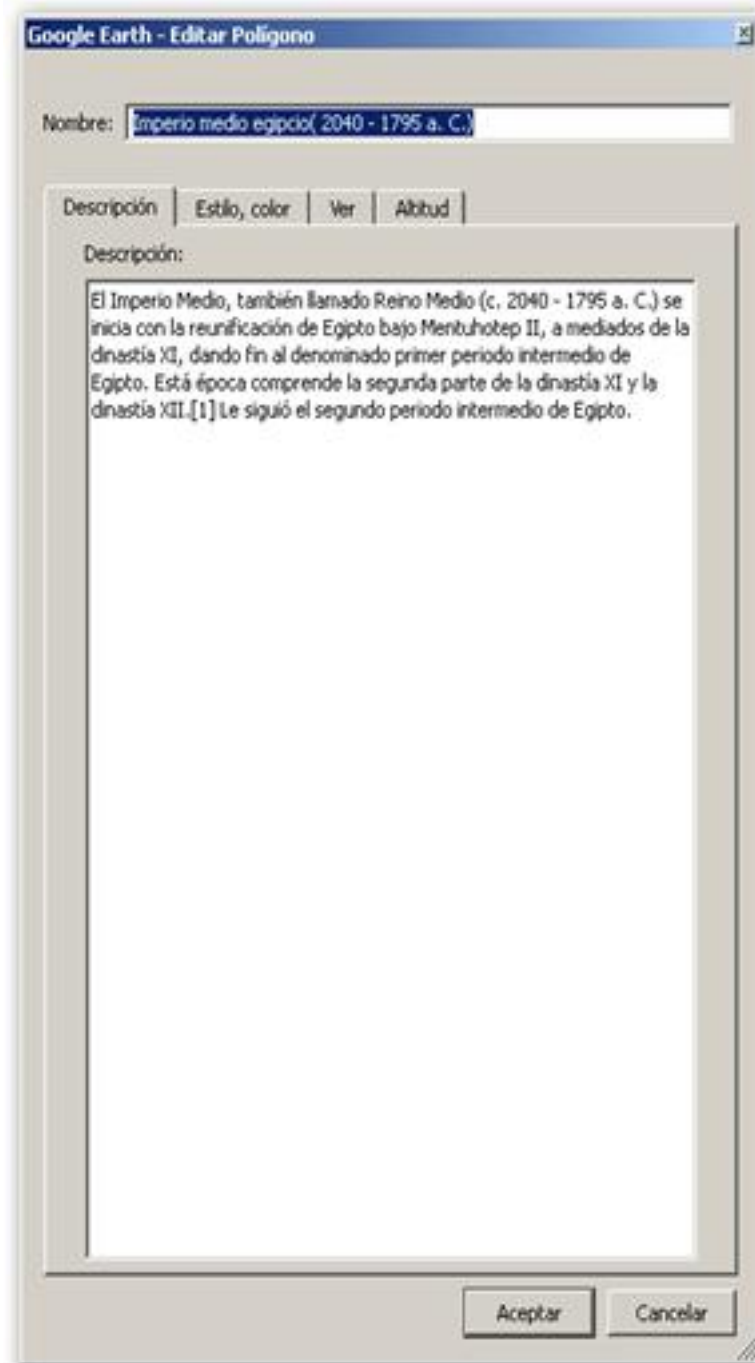 Google Earth - Editar Polígono
Nombre: Imperio medio egipcio( 2040 - 1795 a. C.)
Descripción Estilo, color Ver Altitud
Descripción:
El Imperio Medio, también llamado Reino Medio (c. 2040 - 1795 a. C.) se
inicia con la reunificación de Egipto bajo Mentuhotep II, a mediados de la
dinastía XI, dando fin al denominado primer periodo intermedio de
Egipto. Está época comprende la segunda parte de la dinastía XI y la
dinastía XII.[1] Le siguió el segundo periodo intermedio de Egipto.
Aceptar Cancelar